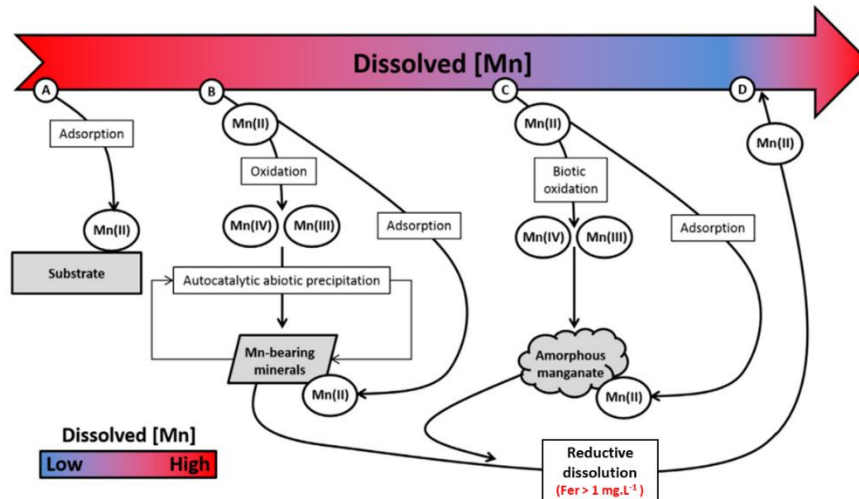 Dissolved [Mn]
A
B
C
D
Adsorption
Mn(II)
Substrate
Mn(II)
Oxidation
Mn(IV) Mn(III)
Adsorption
Autocatalytic abiotic precipitation
Mn-bearing
minerals
Mn(II)
Mn(II)
Biotic
oxidation
Mn(IV) Mn(III)
Adsorption
Amorphous
manganate
Mn(II)
Mn(II)
Reductive
dissolution
(Fer > 1 mg.L⁻¹)
Dissolved [Mn]
Low High